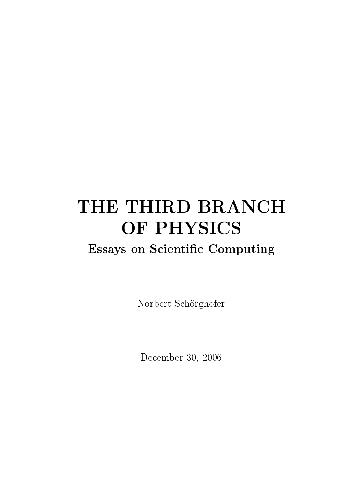 THE THIRD BRANCH
OF PHYSICS
Essays on Scientific Computing
Norbert Schörghofer
December 30, 2006